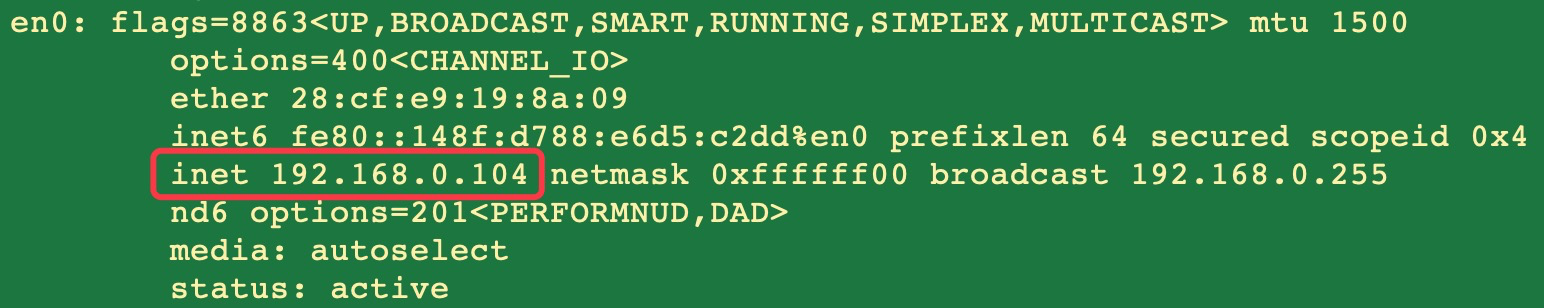 en0: flags=8863<UP,BROADCAST,SMART,RUNNING,SIMPLEX,MULTICAST> mtu 1500
options=400<CHANNEL_IO>
ether 28:cf:e9:19:8a:09
inet6 fe80::148f:d788:e6d5:c2dd%en0 prefixlen 64 secured scopeid 0x4
inet 192.168.0.104 netmask 0xffffff00 broadcast 192.168.0.255
nd6 options=201<PERFORMNUD,DAD>
media: autoselect
status: active